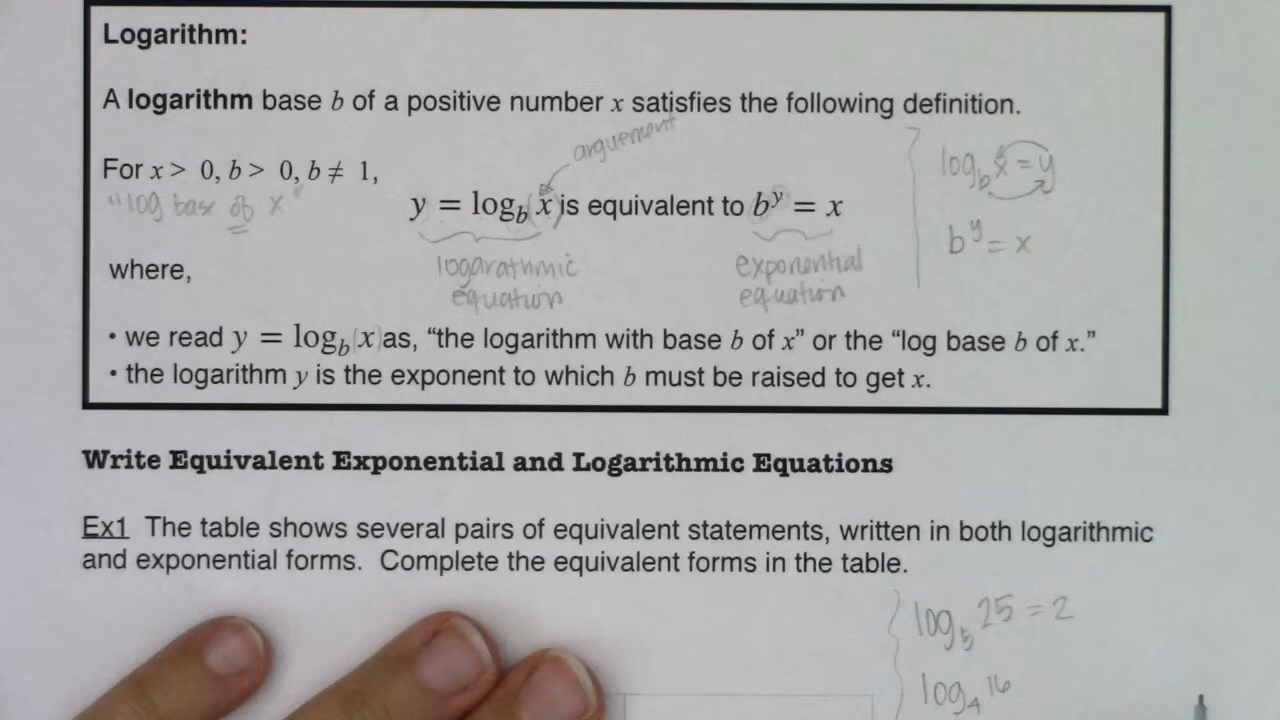 Logarithm:
A logarithm base b of a positive number x satisfies the following definition.
arguement
For x > 0, b > 0, b ≠ 1,
"log base of x"
y = log_b (x) is equivalent to b^y = x
log_b x = y
b^y = x
logarathmic
equation
exponential
equation
where,
• we read y = log_b (x) as, “the logarithm with base b of x” or the “log base b of x.”
• the logarithm y is the exponent to which b must be raised to get x.
Write Equivalent Exponential and Logarithmic Equations
Ex1 The table shows several pairs of equivalent statements, written in both logarithmic
and exponential forms. Complete the equivalent forms in the table.
log_5 25 = 2
log_4 16